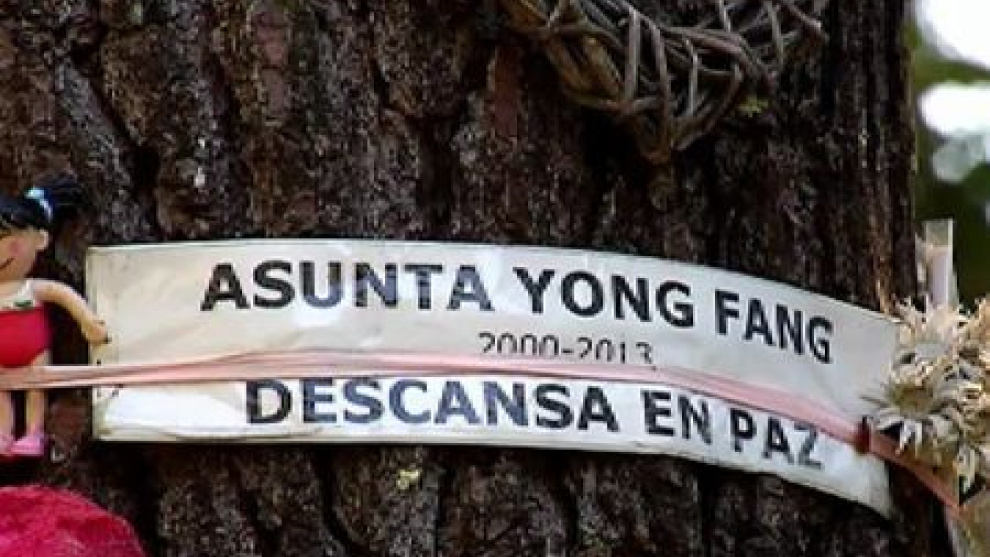 ASUNTA YONG FANG
2000-2013
DESCANSA EN PAZ